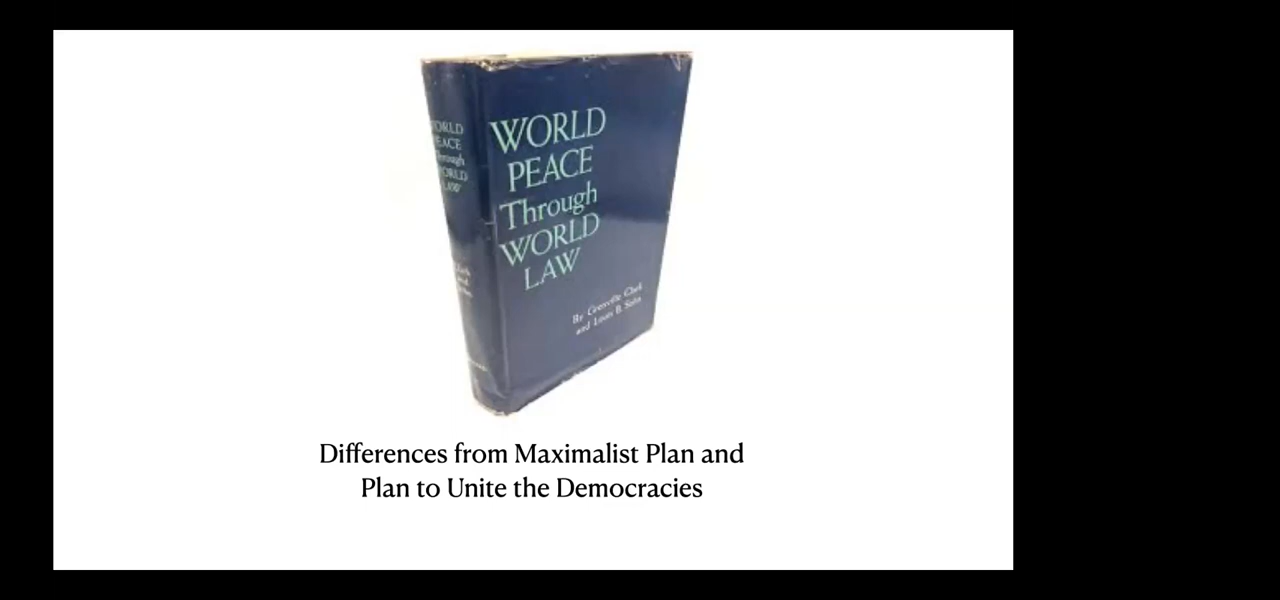 WORLD
PEACE
Through
WORLD
LAW
By Grenville Clark
and Louis B. Sohn
WORLD
PEACE
Through
WORLD
LAW
Differences from Maximalist Plan and
Plan to Unite the Democracies